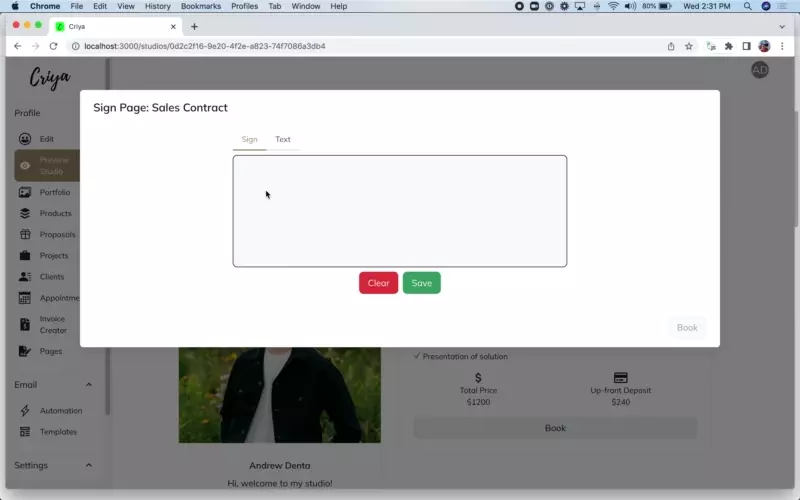 Chrome File Edit View History Bookmarks Profiles Tab Window Help
80% Wed 2:31 PM
Criya
localhost:3000/studios/0d2c2f16-9e20-4f2e-a823-74f7086a3db4
Criya
AD
Profile
Edit
Preview
Studio
Portfolio
Products
Proposals
Projects
Clients
Appointme
Invoice
Creator
Pages
Email
Automation
Templates
Settings
Sign Page: Sales Contract
Sign Text
Clear Save
Book
Presentation of solution
Total Price Up-front Deposit
$1200 $240
Book
Andrew Denta
Hi, welcome to my studio!